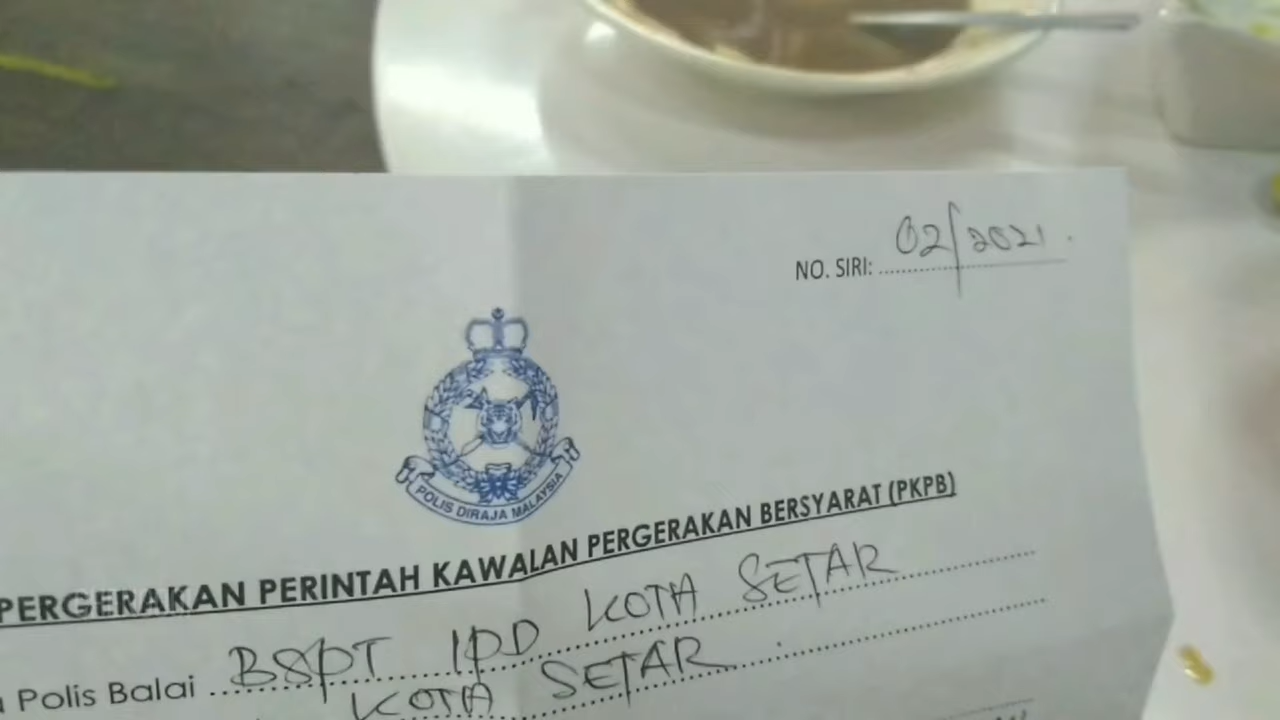 NO. SIRI: 02/2021.
POLIS DIRAJA MALAYSIA
PERGERAKAN PERINTAH KAWALAN PERGERAKAN BERSYARAT (PKPB)
Polis Balai BSPT IPD KOTA SETAR
KOTA SETAR